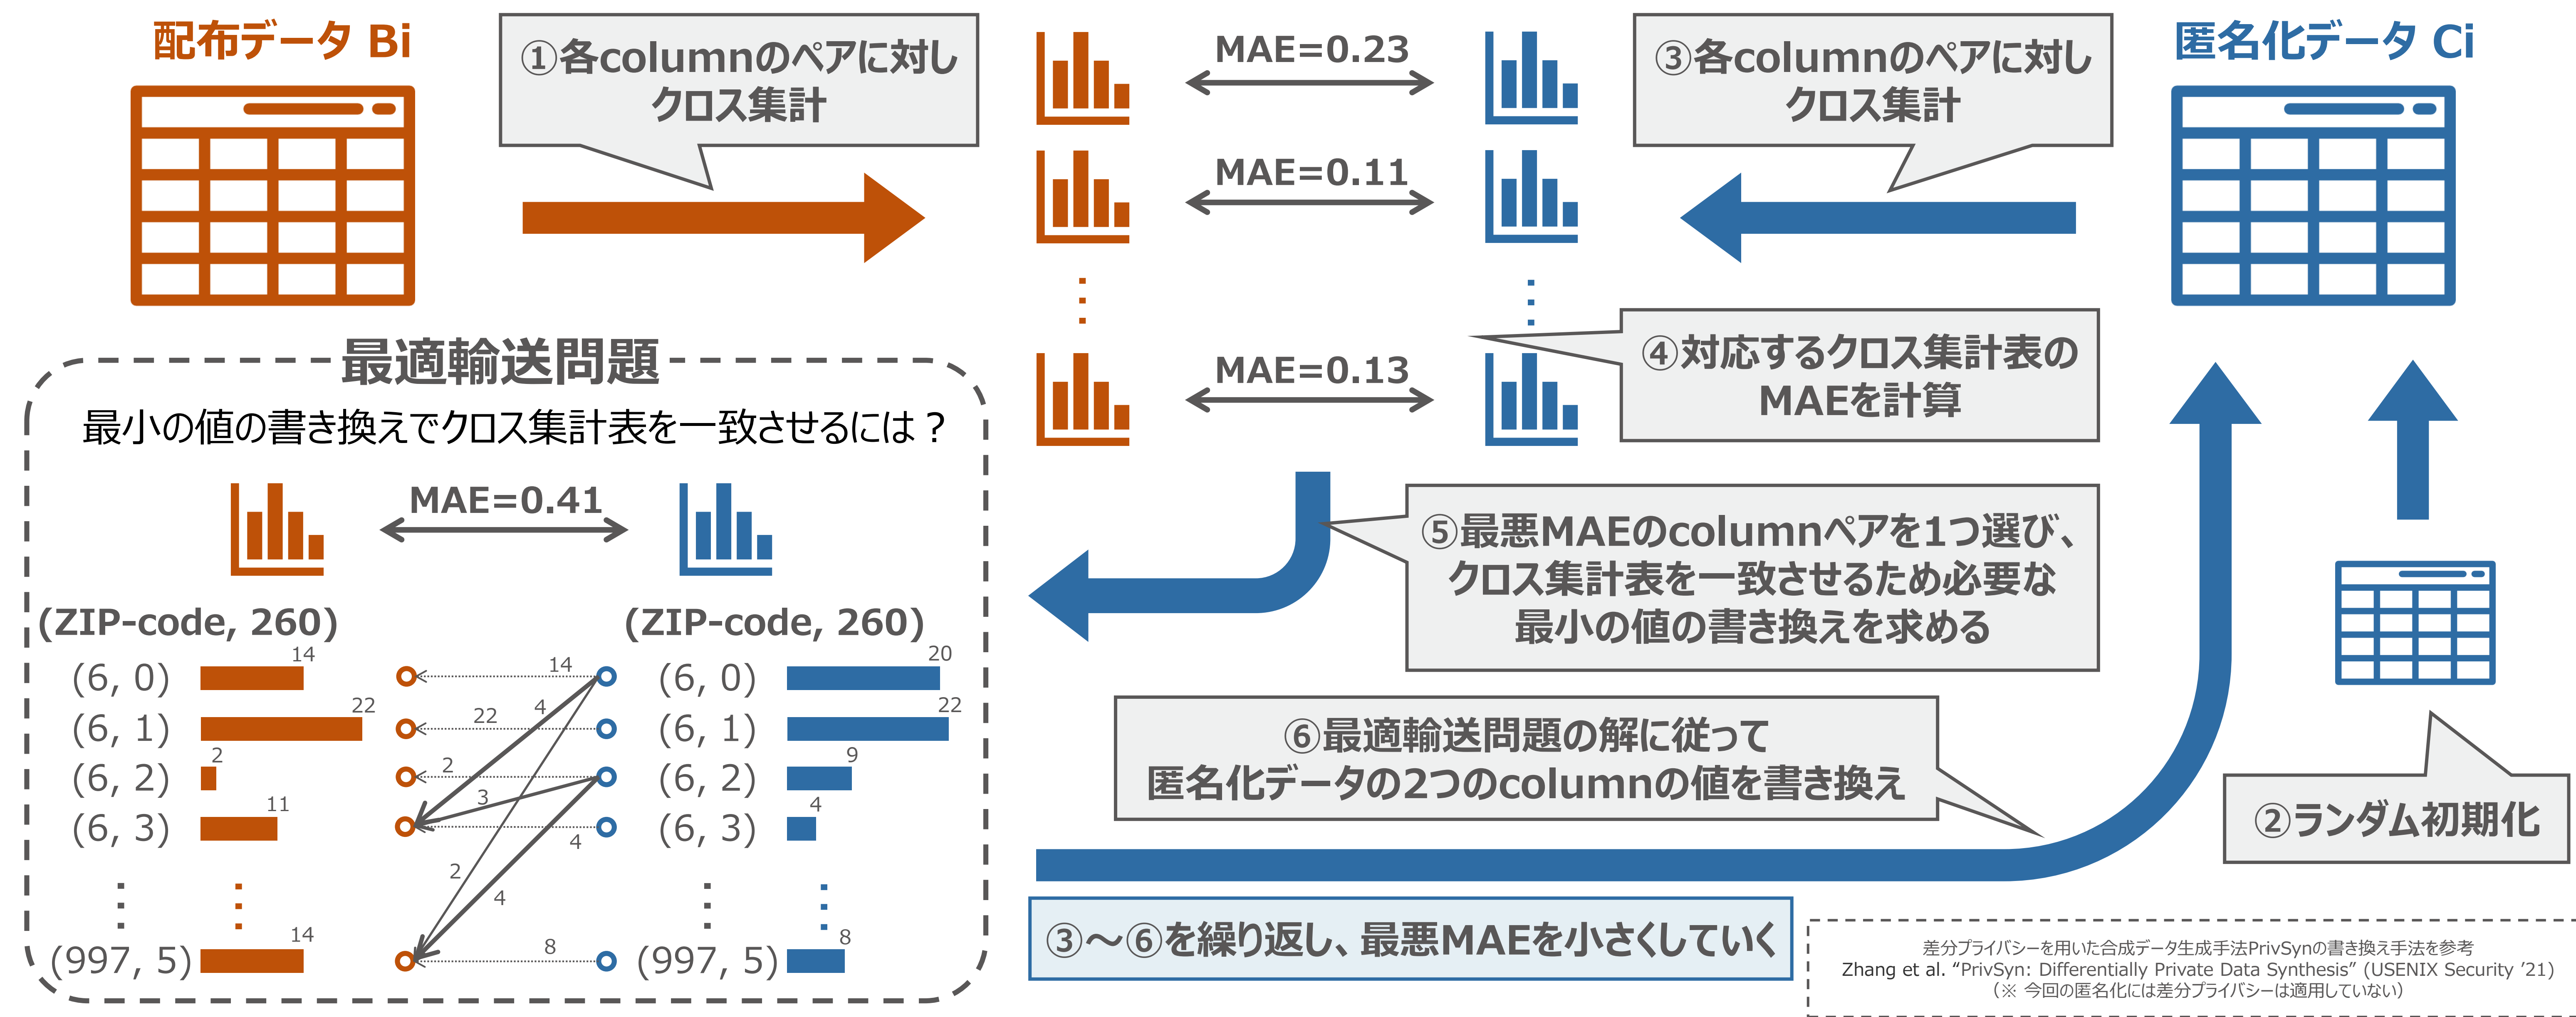 配布データ Bi
①各columnのペアに対し
クロス集計
MAE=0.23
MAE=0.11
MAE=0.13
③各columnのペアに対し
クロス集計
匿名化データ Ci
④対応するクロス集計表の
MAEを計算
最適輸送問題
最小の値の書き換えでクロス集計表を一致させるには？
MAE=0.41
(ZIP-code, 260)
(ZIP-code, 260)
(6, 0) 14 14 (6, 0) 20
(6, 1) 22 22 4 (6, 1) 22
(6, 2) 2 2 (6, 2) 9
(6, 3) 11 3 4 (6, 3) 4
2
4
(997, 5) 14 8 (997, 5) 8
⑤最悪MAEのcolumnペアを1つ選び、
クロス集計表を一致させるため必要な
最小の値の書き換えを求める
⑥最適輸送問題の解に従って
匿名化データの2つのcolumnの値を書き換え
②ランダム初期化
③～⑥を繰り返し、最悪MAEを小さくしていく
差分プライバシーを用いた合成データ生成手法PrivSynの書き換え手法を参考
Zhang et al. “PrivSyn: Differentially Private Data Synthesis” (USENIX Security ’21)
（※ 今回の匿名化には差分プライバシーは適用していない）